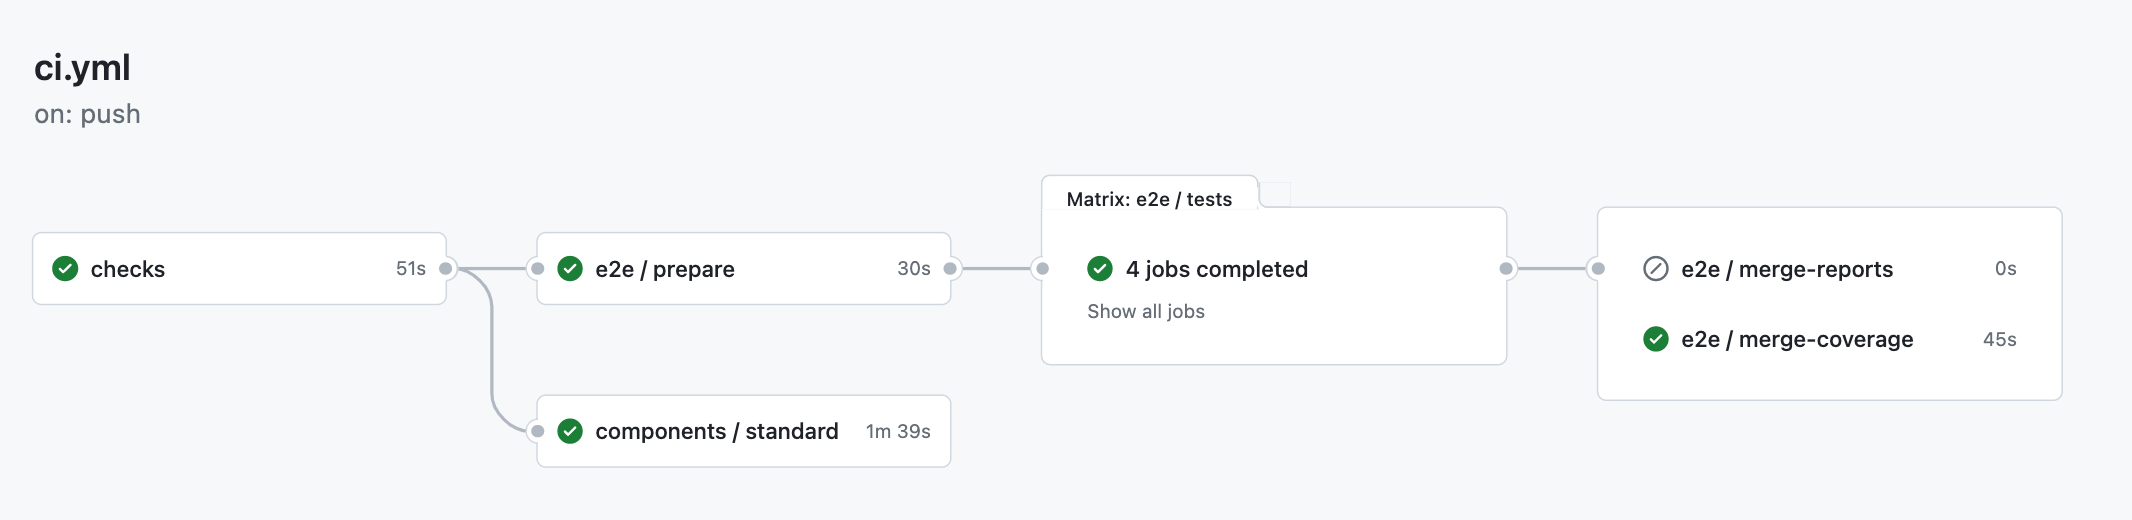 ci.yml
on: push
checks 51s
e2e / prepare 30s
components / standard 1m 39s
Matrix: e2e / tests
4 jobs completed
Show all jobs
e2e / merge-reports 0s
e2e / merge-coverage 45s